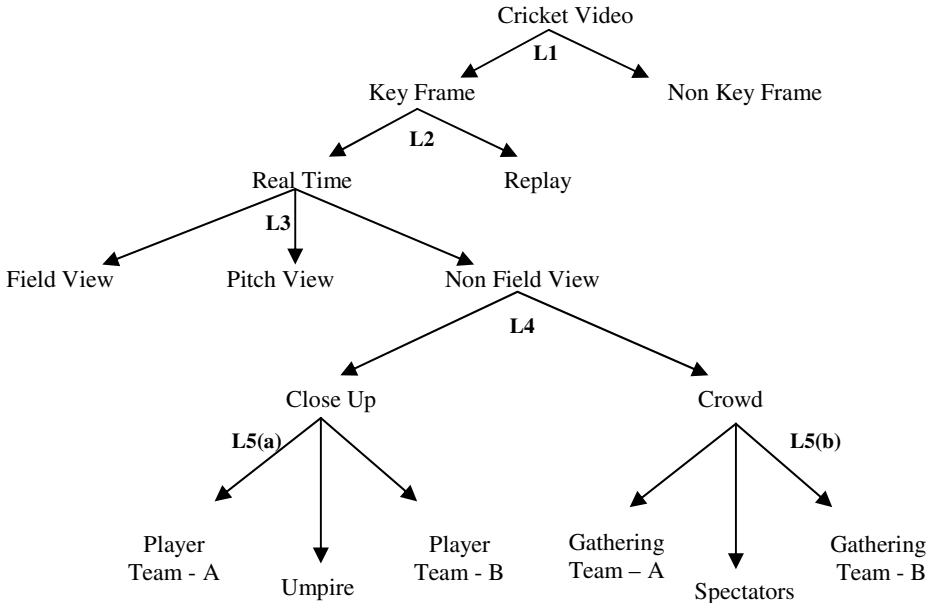 Cricket Video
L1
Key Frame
Non Key Frame
L2
Real Time
Replay
L3
Field View
Pitch View
Non Field View
L4
Close Up
Crowd
L5(a)
L5(b)
Player
Team - A
Umpire
Player
Team - B
Gathering
Team – A
Spectators
Gathering
Team - B